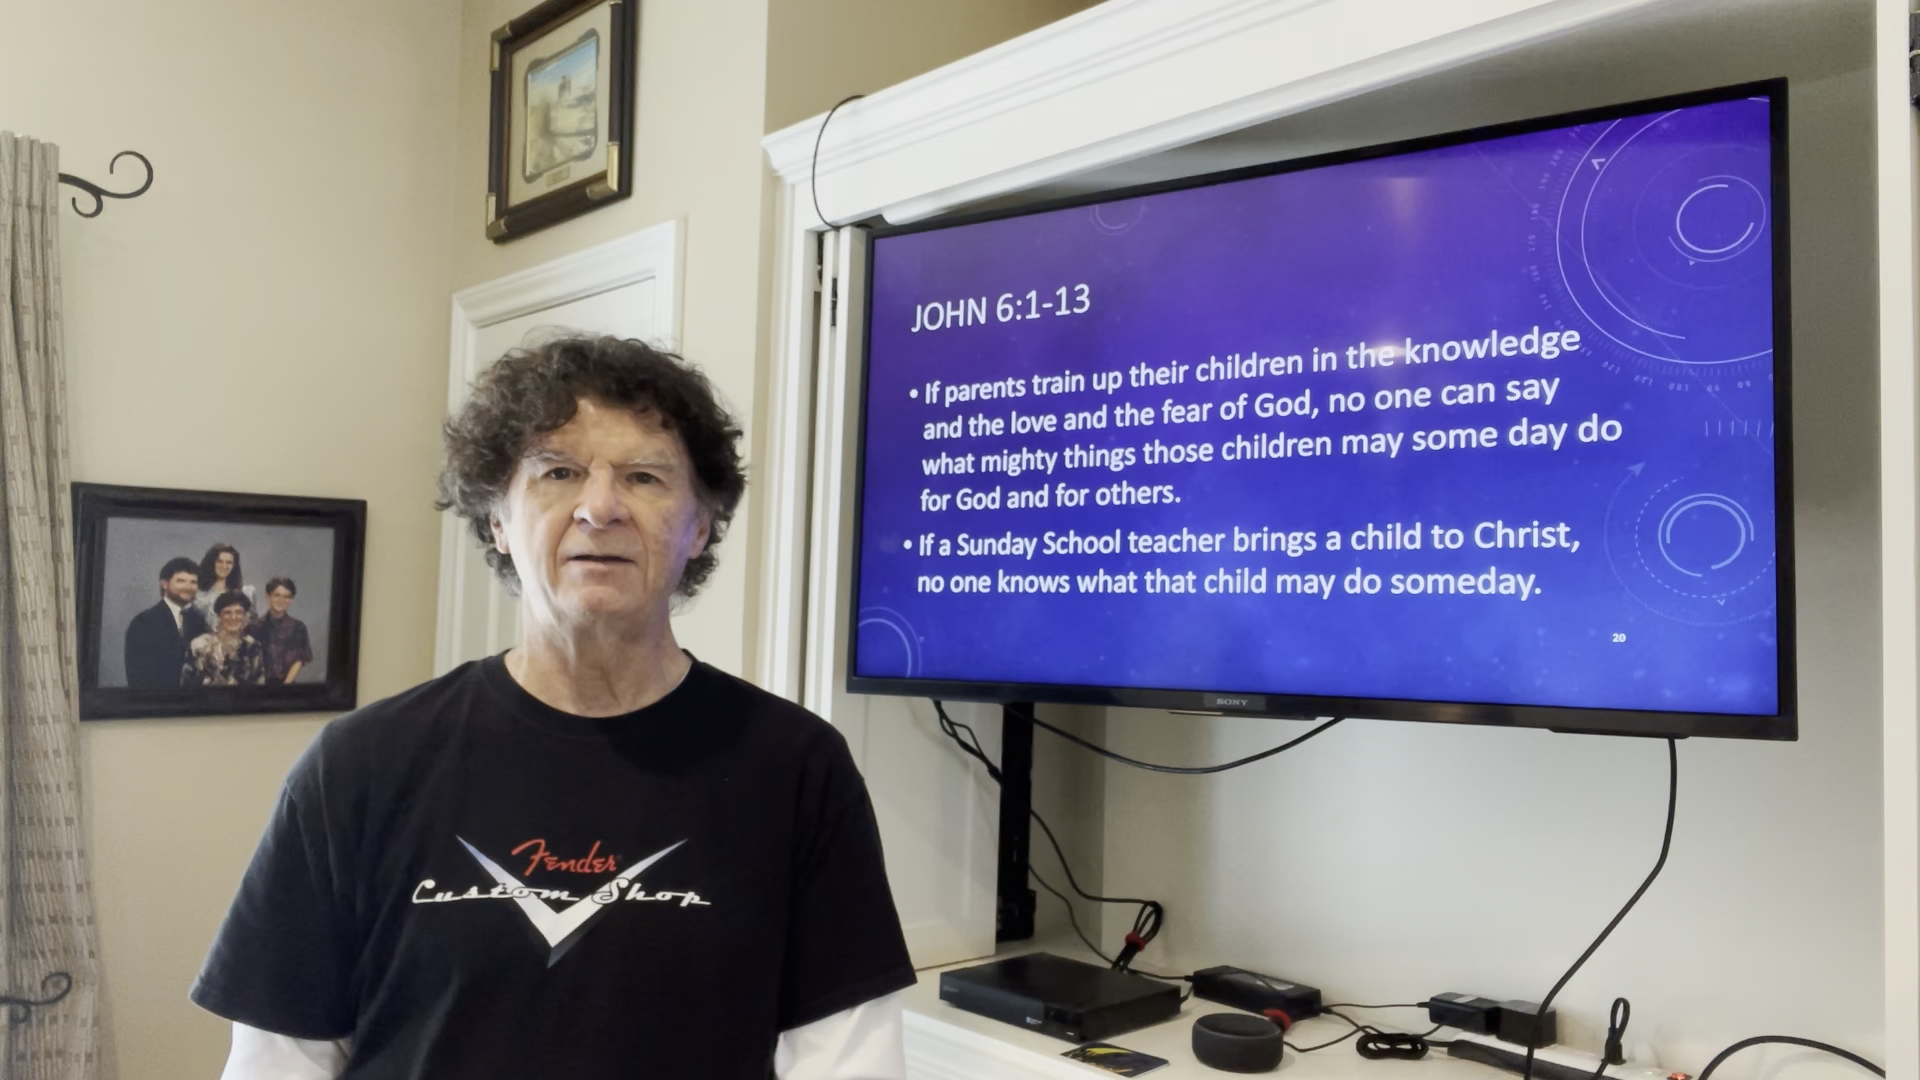 JOHN 6:1-13
• If parents train up their children in the knowledge
and the love and the fear of God, no one can say
what mighty things those children may some day do
for God and for others.
• If a Sunday School teacher brings a child to Christ,
no one knows what that child may do someday.
20
SONY
Fender
Custom Shop